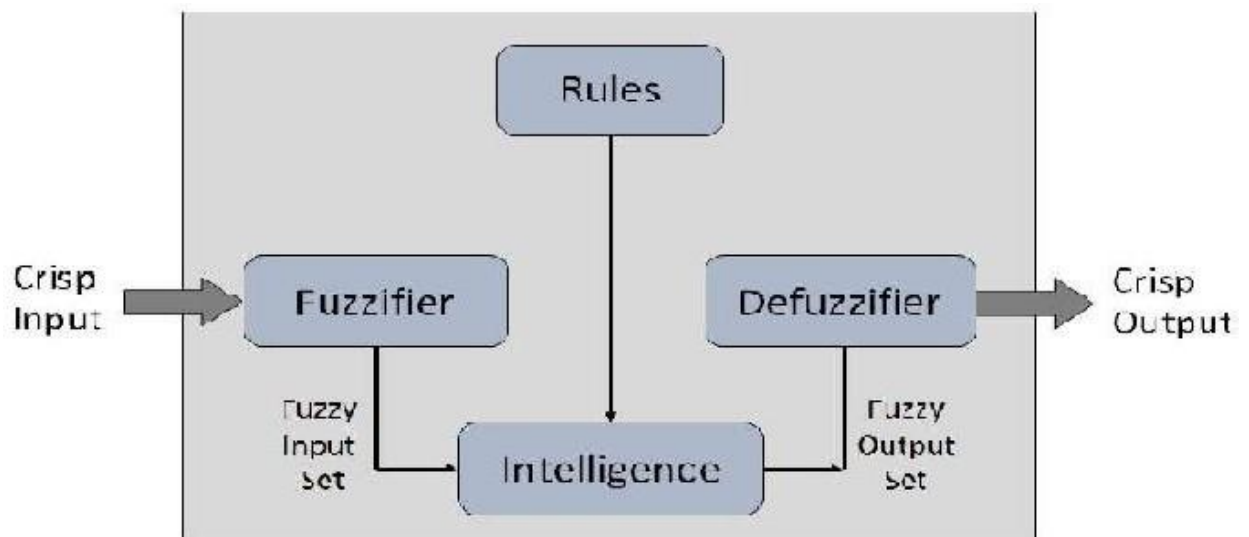 Rules
Crisp
Input
Fuzzifier
Defuzzifier
Crisp
Output
Fuzzy
Input
Set
Intelligence
Fuzzy
Output
Set